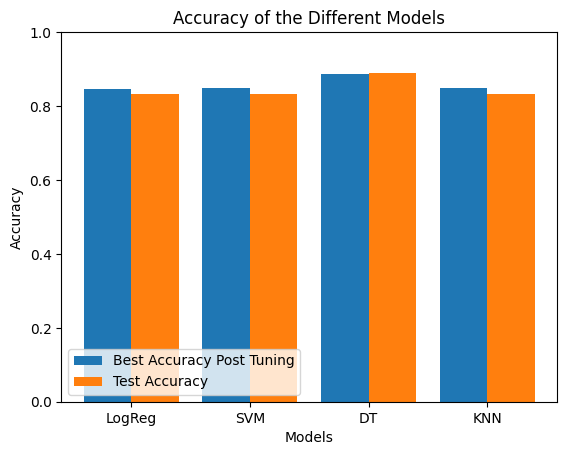 Accuracy of the Different Models
Accuracy
1.0
0.8
0.6
0.4
0.2
0.0
Best Accuracy Post Tuning
Test Accuracy
LogReg SVM DT KNN
Models